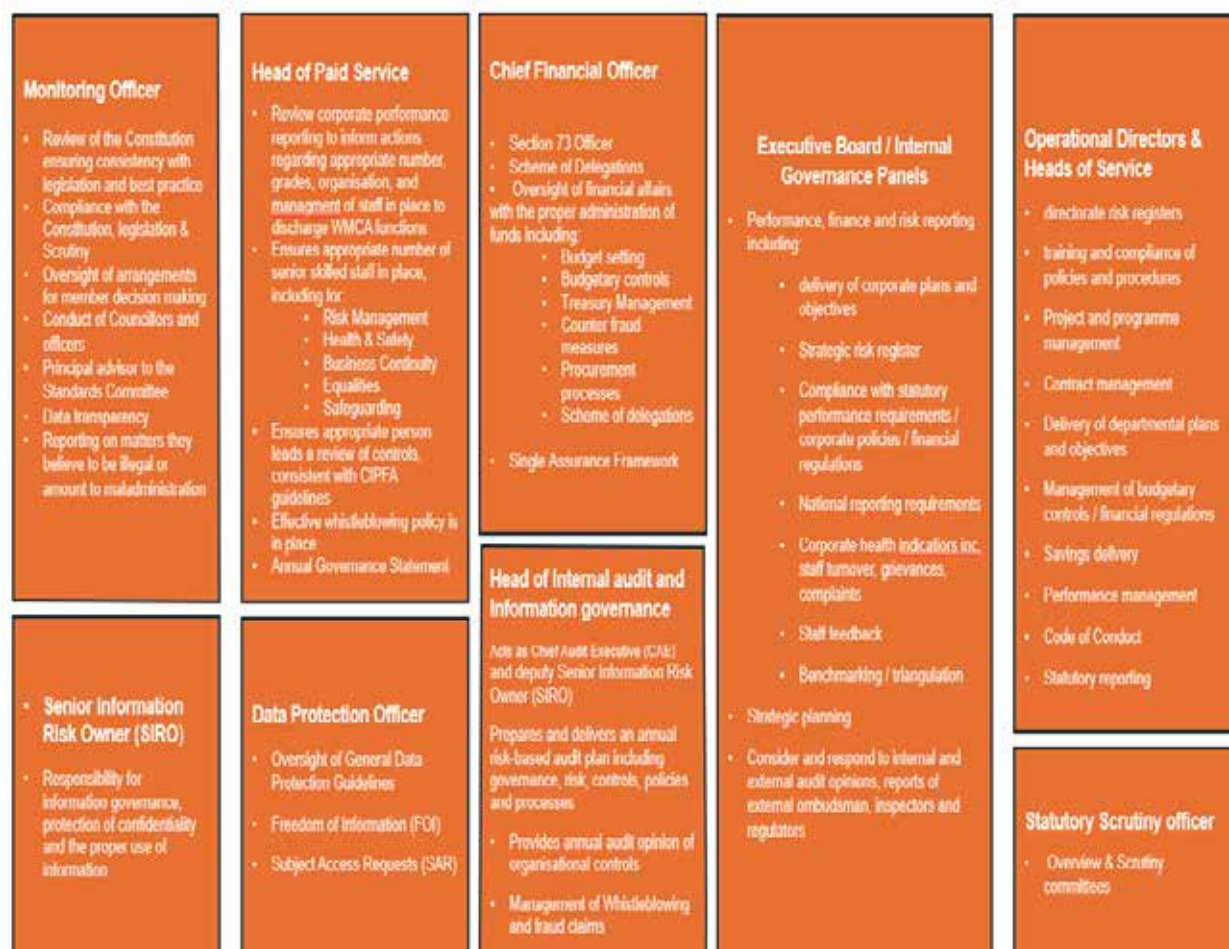 Monitoring Officer
• Review of the Constitution
ensuring consistency with
legislation and best practice
• Compliance with the
Constitution, legislation &
Scrutiny
• Oversight of arrangements
for member decision making
• Conduct of Councillors and
officers
• Principal advisor to the
Standards Committee
• Data transparency
• Reporting on matters they
believe to be illegal or
amount to maladministration
• Senior Information
Risk Owner (SIRO)
• Responsibility for
information governance,
protection of confidentiality
and the proper use of
information
Head of Paid Service
• Review corporate performance
reporting to inform actions
regarding appropriate number,
grades, organisation, and
managment of staff in place to
discharge WMCA functions
• Ensures appropriate number of
senior skilled staff in place,
including for:
• Risk Management
• Health & Safety
• Business Continuity
• Equalities
• Safeguarding
• Ensures appropriate person
leads a review of controls,
consistent with CIPFA
guidelines
• Effective whistleblowing policy is
in place
• Annual Governance Statement
Data Protection Officer
• Oversight of General Data
Protection Guidelines
• Freedom of Information (FOI)
• Subject Access Requests (SAR)
Chief Financial Officer
• Section 73 Officer
• Scheme of Delegations
• Oversight of financial affairs
with the proper administration of
funds Including:
• Budget setting
• Budgetary controls
• Treasury Management
• Counter fraud
measures
• Procurement
processes
• Scheme of delegations
• Single Assurance Framework
Head of Internal audit and
Information governance
Acts as Chief Audit Executive (CAE)
and deputy Senior Information Risk
Owner (SIRO)
Prepares and delivers an annual
risk-based audit plan including
governance, risk, controls, policies
and processes
• Provides annual audit opinion of
organisational controls
• Management of Whistleblowing
and fraud claims
Executive Board / Internal
Governance Panels
• Performance, finance and risk reporting
including:
• delivery of corporate plans and
objectives
• Strategic risk register
• Compliance with statutory
performance requirements /
corporate policies / financial
regulations
• National reporting requirements
• Corporate health indicatiors inc.
staff turnover, grievances,
complaints
• Staff feedback
• Benchmarking / triangulation
• Strategic planning
• Consider and respond to internal and
external audit opinions, reports of
external ombudsman, inspectors and
regulators
Operational Directors &
Heads of Service
• directorate risk registers
• training and compliance of
policies and procedures
• Project and programme
management
• Contract management
• Delivery of departmental plans
and objectives
• Management of budgetary
controls / financial regulations
• Savings delivery
• Performance management
• Code of Conduct
• Statutory reporting
Statutory Scrutiny officer
• Overview & Scrutiny
committees